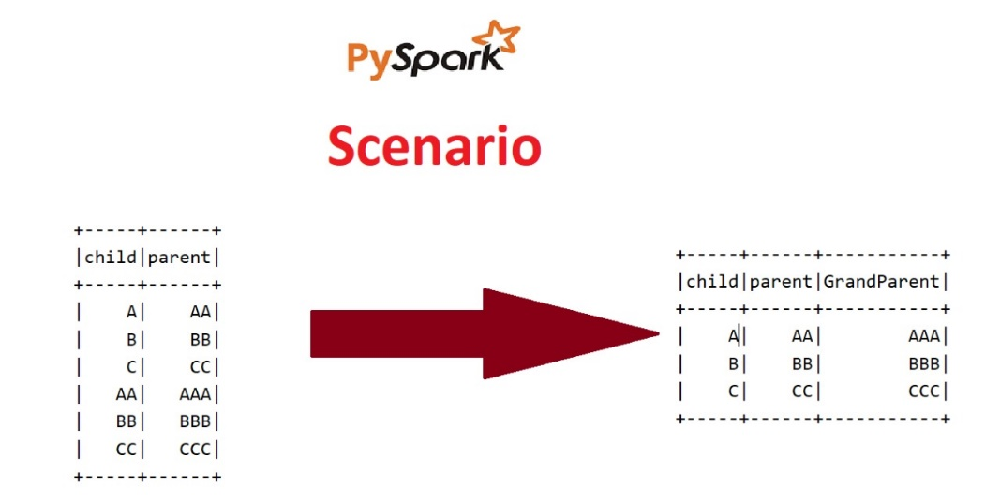 PySpark
Scenario
+-----+------+
|child|parent|
+-----+------+
|    A|    AA|
|    B|    BB|
|    C|    CC|
|   AA|   AAA|
|   BB|   BBB|
|   CC|   CCC|
+-----+------+
+-----+------+-----------+
|child|parent|GrandParent|
+-----+------+-----------+
|    A|    AA|        AAA|
|    B|    BB|        BBB|
|    C|    CC|        CCC|
+-----+------+-----------+